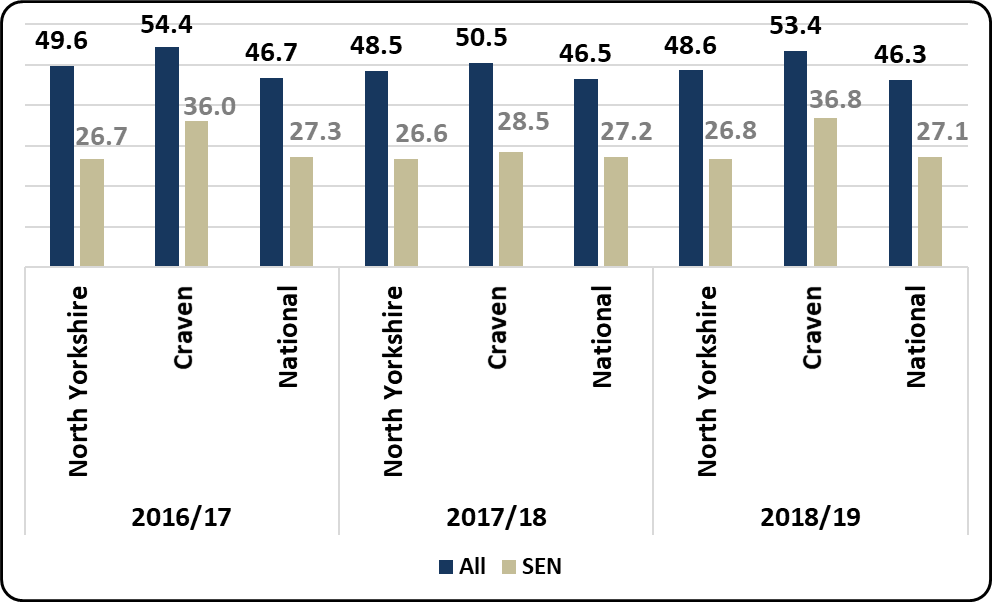 49.6 54.4 46.7 48.5 50.5 46.5 48.6 53.4 46.3
26.7 36.0 27.3 26.6 28.5 27.2 26.8 36.8 27.1
North Yorkshire
Craven
National
North Yorkshire
Craven
National
North Yorkshire
Craven
National
2016/17 2017/18 2018/19
All SEN